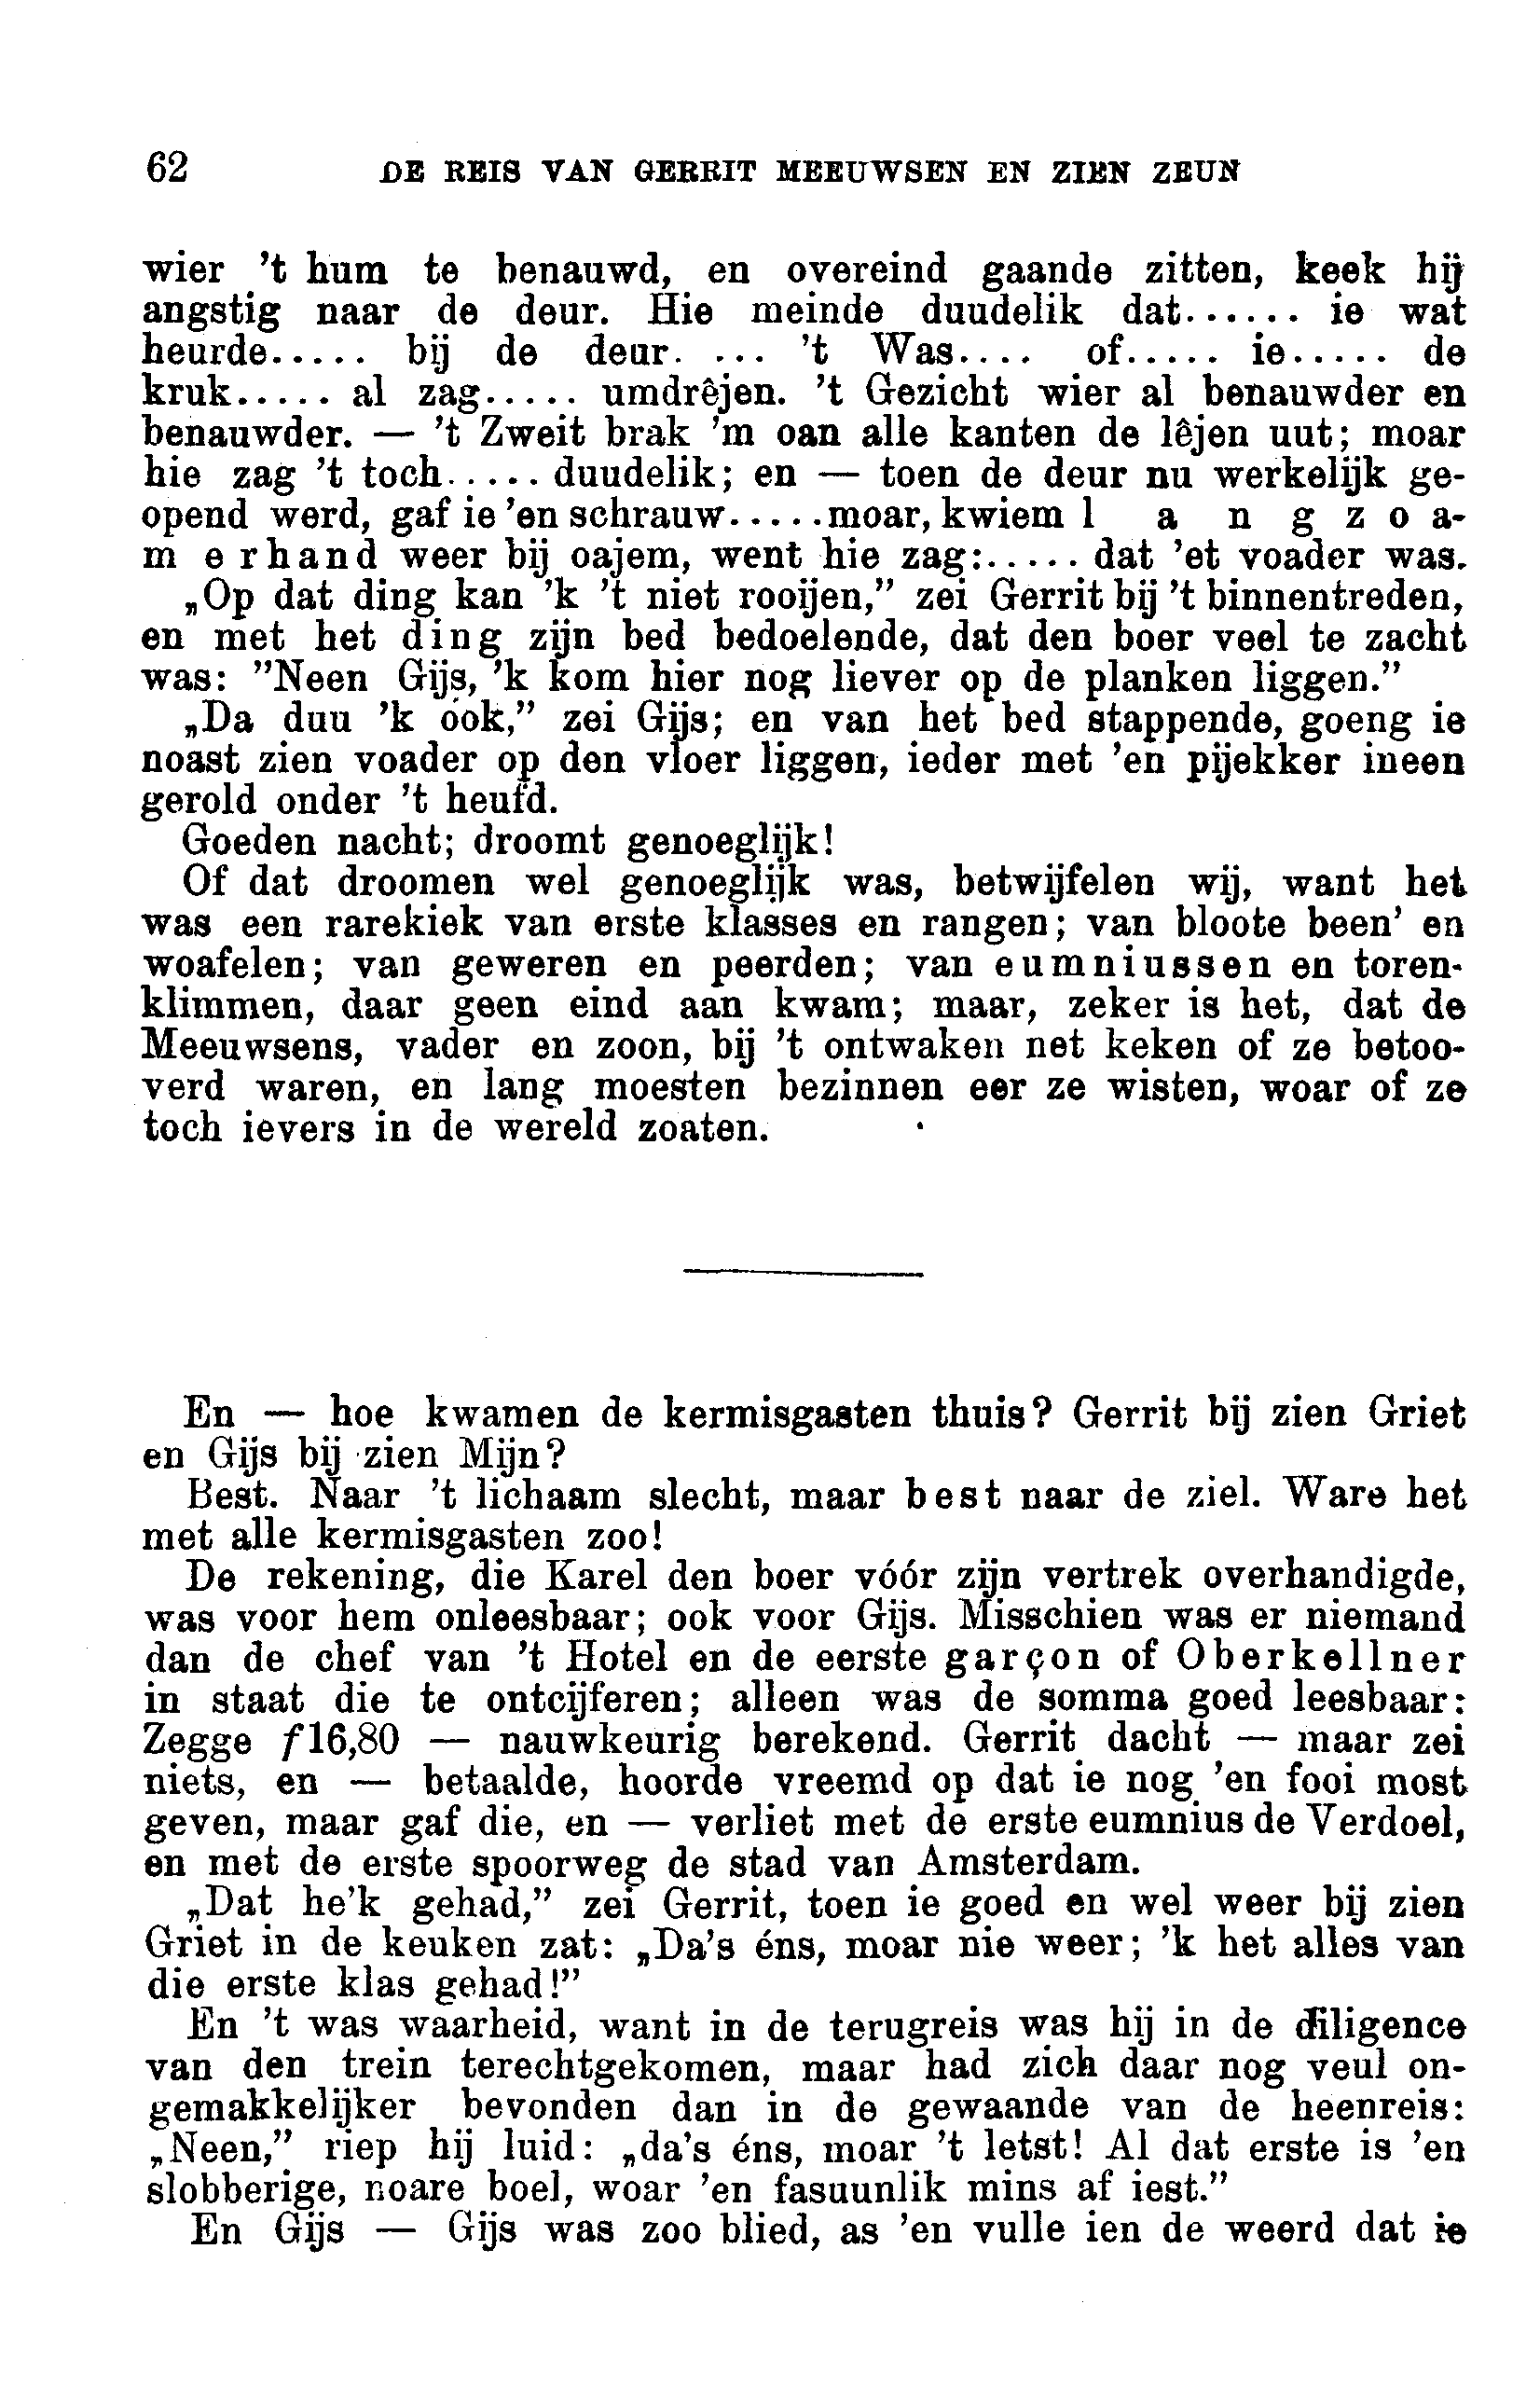 62 DE REIS VAN GERRIT MEEUWSEN EN ZIEN ZEUN
wier 't hum te benauwd, en overeind gaande zitten, keek hij
angstig naar de deur. Hie meinde duudelik dat...... ie wat
heurde..... bij de deur. ... 't Was.... of..... ie..... de
kruk..... al zag..... umdrêjen. 't Gezicht wier al benauwder en
benauwder. — 't Zweit brak 'm oan alle kanten de lêjen uut; moar
hie zag 't toch..... duudelik; en — toen de deur nu werkelijk ge-
opend werd, gaf ie 'en schrauw.....moar, kwiem l a n g z o a-
m e r h a n d weer bij oajem, went hie zag:..... dat 'et voader was.
„Op dat ding kan 'k 't niet rooijen,” zei Gerrit bij 't binnentreden,
en met het d i n g zijn bed bedoelende, dat den boer veel te zacht
was: ”Neen Gijs, 'k kom hier nog liever op de planken liggen.”
„Da duu 'k óok,” zei Gijs; en van het bed stappende, goeng ie
noast zien voader op den vloer liggen, ieder met 'en pijekker ineen
gerold onder 't heufd.
Goeden nacht; droomt genoeglijk!
Of dat droomen wel genoeglijk was, betwijfelen wij, want het
was een rarekiek van erste klasses en rangen; van bloote been' en
woafelen; van geweren en peerden; van e u m n i u s s e n en toren-
klimmen, daar geen eind aan kwam; maar, zeker is het, dat de
Meeuwsens, vader en zoon, bij 't ontwaken net keken of ze betoo-
verd waren, en lang moesten bezinnen eer ze wisten, woar of ze
toch ievers in de wereld zoaten.
En — hoe kwamen de kermisgasten thuis? Gerrit bij zien Griet
en Gijs bij zien Mijn?
Best. Naar 't lichaam slecht, maar b e s t naar de ziel. Ware het
met alle kermisgasten zoo!
De rekening, die Karel den boer vóór zijn vertrek overhandigde,
was voor hem onleesbaar; ook voor Gijs. Misschien was er niemand
dan de chef van 't Hotel en de eerste g a r ç o n of O b e r k e l l n e r
in staat die te ontcijferen; alleen was de somma goed leesbaar:
Zegge ƒ16,80 — nauwkeurig berekend. Gerrit dacht — maar zei
niets, en — betaalde, hoorde vreemd op dat ie nog 'en fooi most
geven, maar gaf die, en — verliet met de erste eumnius de Verdoel,
en met de erste spoorweg de stad van Amsterdam.
„Dat he'k gehad,” zei Gerrit, toen ie goed en wel weer bij zien
Griet in de keuken zat: „Da's éns, moar nie weer; 'k het alles van
die erste klas gehad!”
En 't was waarheid, want in de terugreis was hij in de diligence
van den trein terechtgekomen, maar had zich daar nog veul on-
gemakkelijker bevonden dan in de gewaande van de heenreis:
„Neen,” riep hij luid: „da's éns, moar 't letst! Al dat erste is 'en
slobberige, noare boel, woar 'en fasuunlik mins af iest.”
En Gijs — Gijs was zoo blied, as 'en vulle ien de weerd dat ie